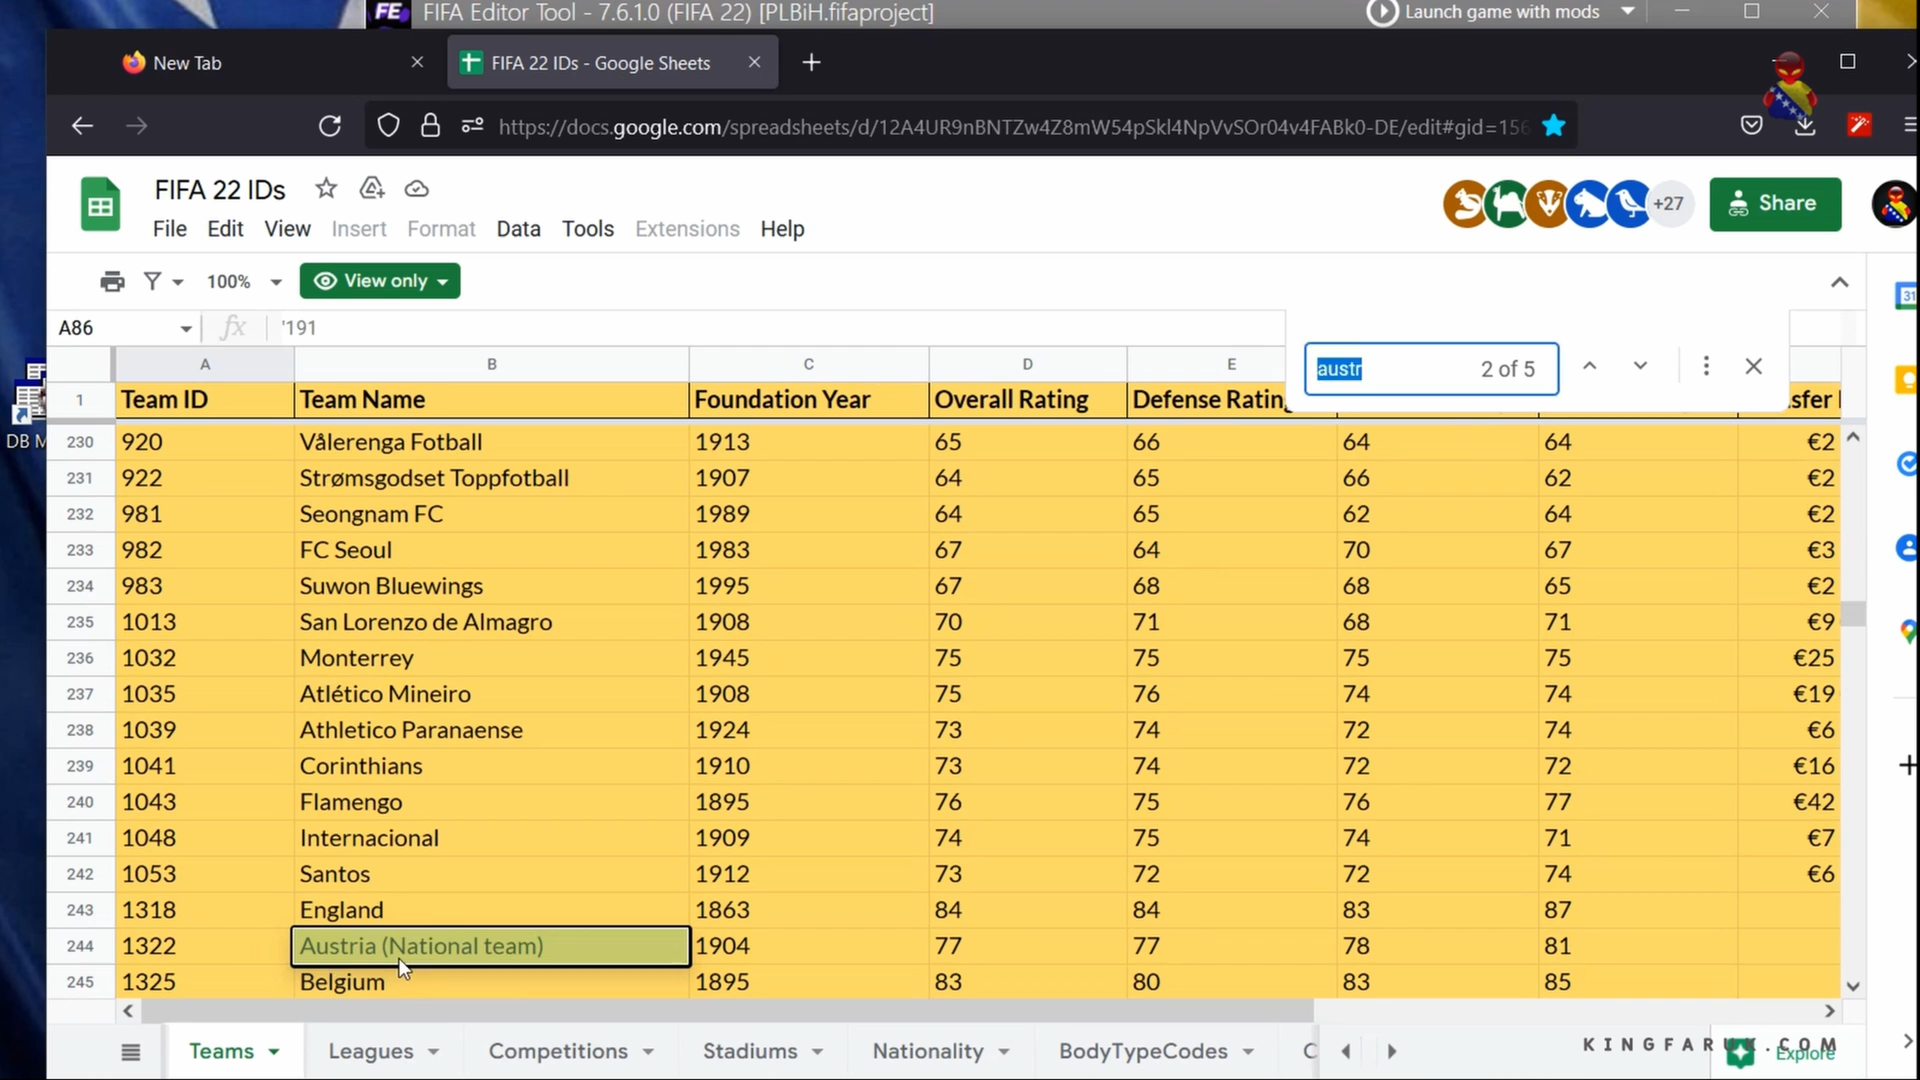 FE FIFA Editor Tool - 7.6.1.0 (FIFA 22) [PLBiH.fifaproject] Launch game with mods
New Tab FIFA 22 IDs - Google Sheets
https://docs.google.com/spreadsheets/d/12A4UR9nBNTZw4Z8mW54pSkl4NpVvSOr04v4FABk0-DE/edit#gid=156
FIFA 22 IDs
+27 Share
File Edit View Insert Format Data Tools Extensions Help
100% View only
31
A86 fx '191
A B C D E
austr 2 of 5
1 Team ID Team Name Foundation Year Overall Rating Defense Rating
230 920 Vålerenga Fotball 1913 65 66 64 64 €2
DB M
231 922 Strømsgodset Toppfotball 1907 64 65 66 62 €2
232 981 Seongnam FC 1989 64 65 62 64 €2
233 982 FC Seoul 1983 67 64 70 67 €3
234 983 Suwon Bluewings 1995 67 68 68 65 €2
235 1013 San Lorenzo de Almagro 1908 70 71 68 71 €9
236 1032 Monterrey 1945 75 75 75 75 €25
237 1035 Atlético Mineiro 1908 75 76 74 74 €19
238 1039 Athletico Paranaense 1924 73 74 72 74 €6
239 1041 Corinthians 1910 73 74 72 72 €16
240 1043 Flamengo 1895 76 75 76 77 €42
241 1048 Internacional 1909 74 75 74 71 €7
242 1053 Santos 1912 73 72 72 74 €6
243 1318 England 1863 84 84 83 87
244 1322 Austria (National team) 1904 77 77 78 81
245 1325 Belgium 1895 83 80 83 85
Teams Leagues Competitions Stadiums Nationality BodyTypeCodes C Explore
KINGFARUK.COM